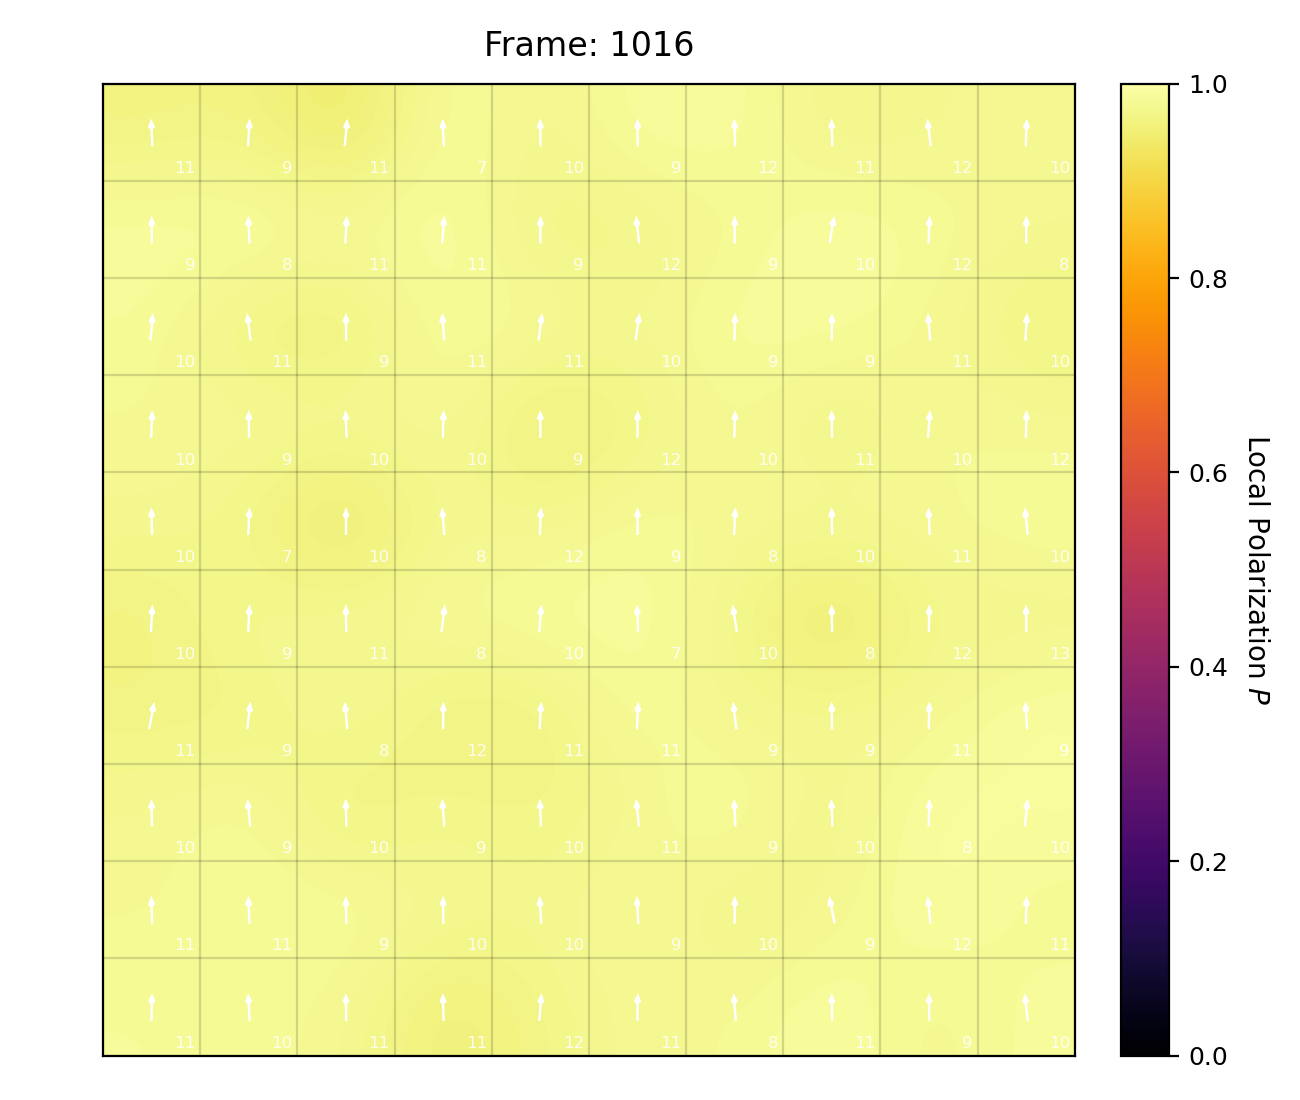 Frame: 1016
11 9 11 7 10 9 12 11 12 10
9 8 11 11 9 12 9 10 12 8
10 11 9 11 11 10 9 9 11 10
10 9 10 10 9 12 10 11 10 12
10 7 10 8 12 9 8 10 11 10
10 9 11 8 10 7 10 8 12 13
11 9 8 12 11 11 9 9 11 9
10 9 10 9 10 11 9 10 8 10
11 11 9 10 10 9 10 9 12 11
11 10 11 11 12 11 8 11 9 10
1.0
0.8
0.6
0.4
0.2
0.0
Local Polarization P